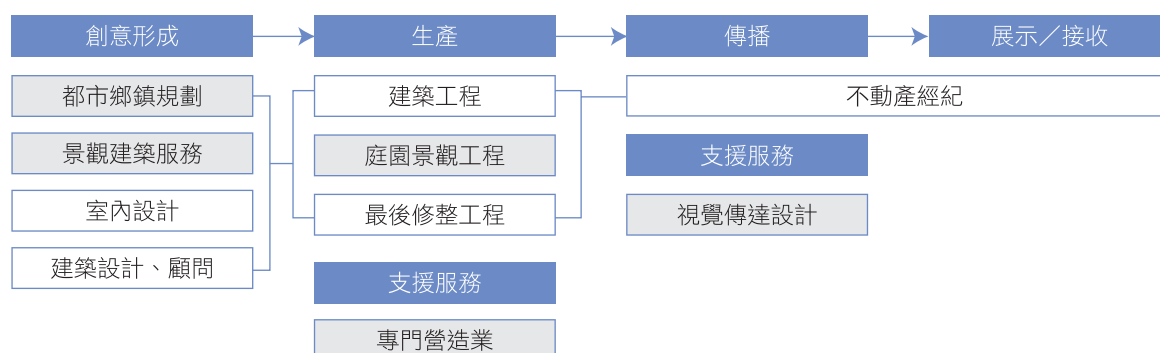 創意形成
生產
傳播
展示／接收
都市鄉鎮規劃
景觀建築服務
室內設計
建築設計、顧問
建築工程
庭園景觀工程
最後修整工程
支援服務
專門營造業
不動產經紀
支援服務
視覺傳達設計